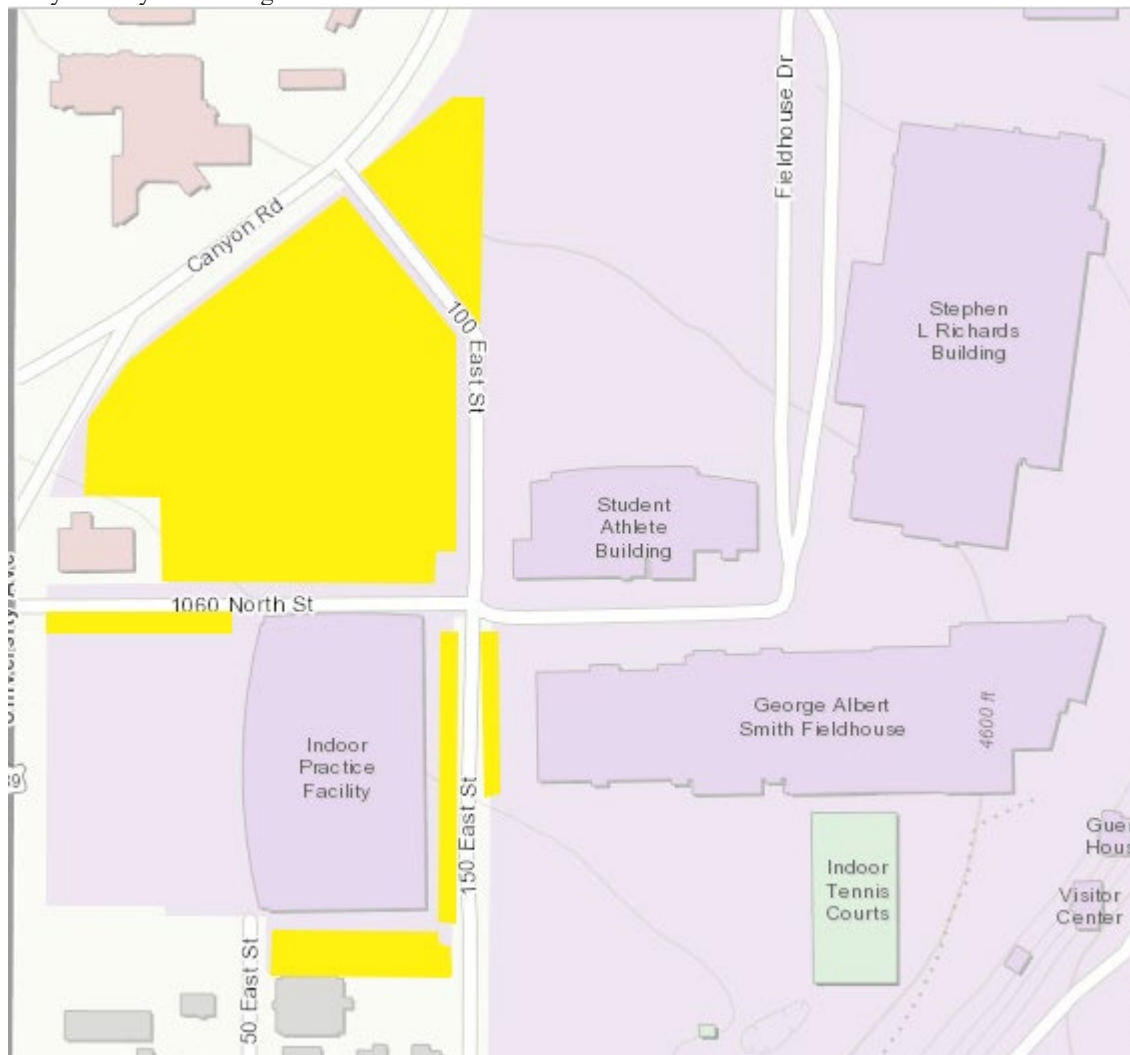 Fieldhouse Dr
Canyon Rd
100 East St
Stephen
L Richards
Building
Student
Athlete
Building
1060 North St
George Albert
Smith Fieldhouse
4600 ft
Indoor
Practice
Facility
150 East St
Indoor
Tennis
Courts
Visitor
Center
50 East St